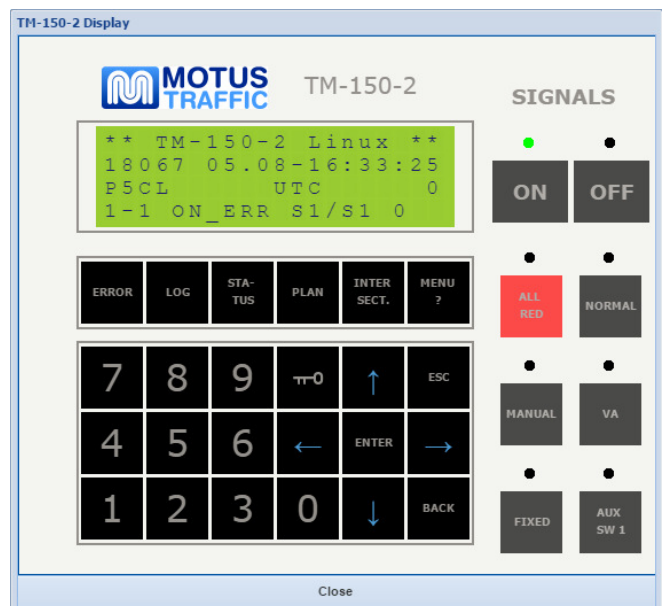 TM-150-2 Display
MOTUS
TRAFFIC
TM-150-2
SIGNALS
** TM-150-2 Linux **
18067 05.08-16:33:25
P5CL UTC 0
1-1 ON_ERR S1/S1 0
ON OFF
ERROR LOG STA-
TUS PLAN INTER
SECT. MENU
?
ALL
RED NORMAL
7 8 9 ↑ ESC
MANUAL VA
4 5 6 ← ENTER →
1 2 3 0 ↓ BACK
FIXED AUX
SW 1
Close